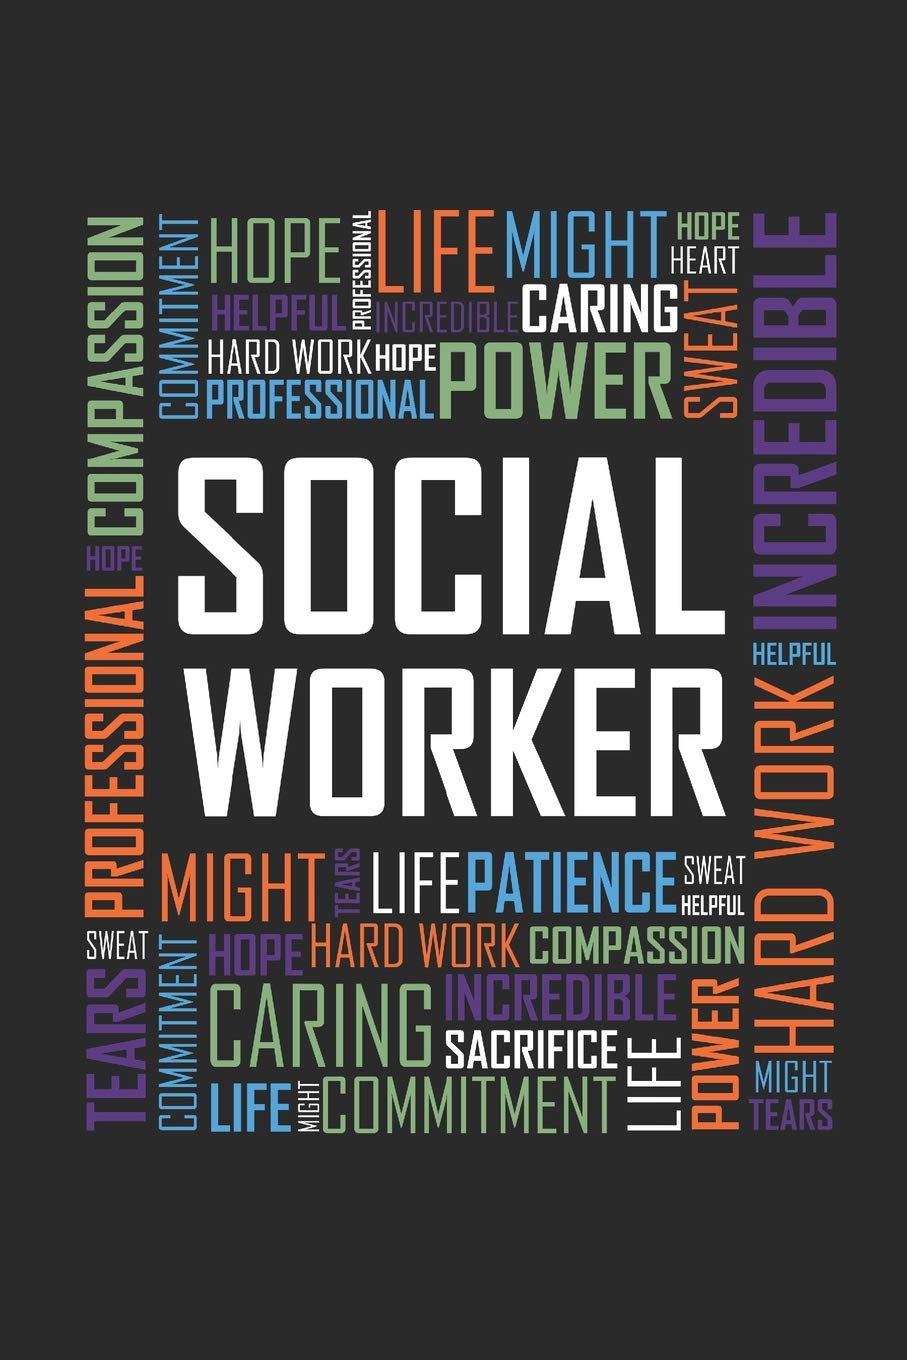 COMPASSION
HOPE
PROFESSIONAL
SWEAT
TEARS
COMMITMENT
HOPE
PROFESSIONAL
LIFE
MIGHT
HOPE
HEART
HELPFUL
INCREDIBLE
CARING
HARD WORK
HOPE
POWER
PROFESSIONAL
SWEAT
INCREDIBLE
SOCIAL
WORKER
HELPFUL
HARD WORK
MIGHT
TEARS
MIGHT
TEARS
LIFE
PATIENCE
SWEAT
HELPFUL
COMMITMENT
HOPE
HARD WORK
COMPASSION
CARING
INCREDIBLE
SACRIFICE
LIFE
POWER
LIFE
MIGHT
COMMITMENT